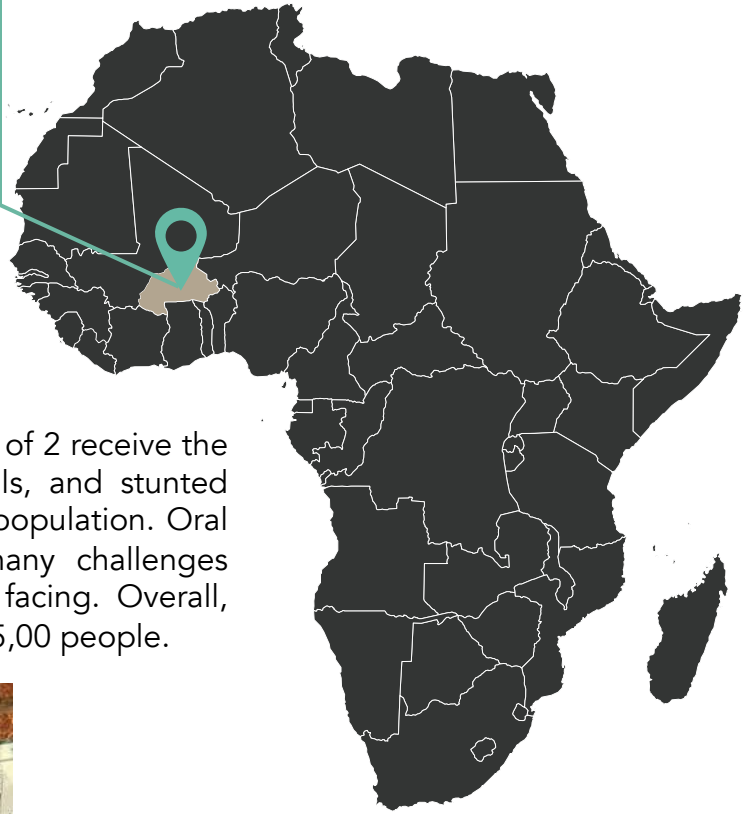 of 2 receive the
ls, and stunted
population. Oral
many challenges
facing. Overall,
5,00 people.